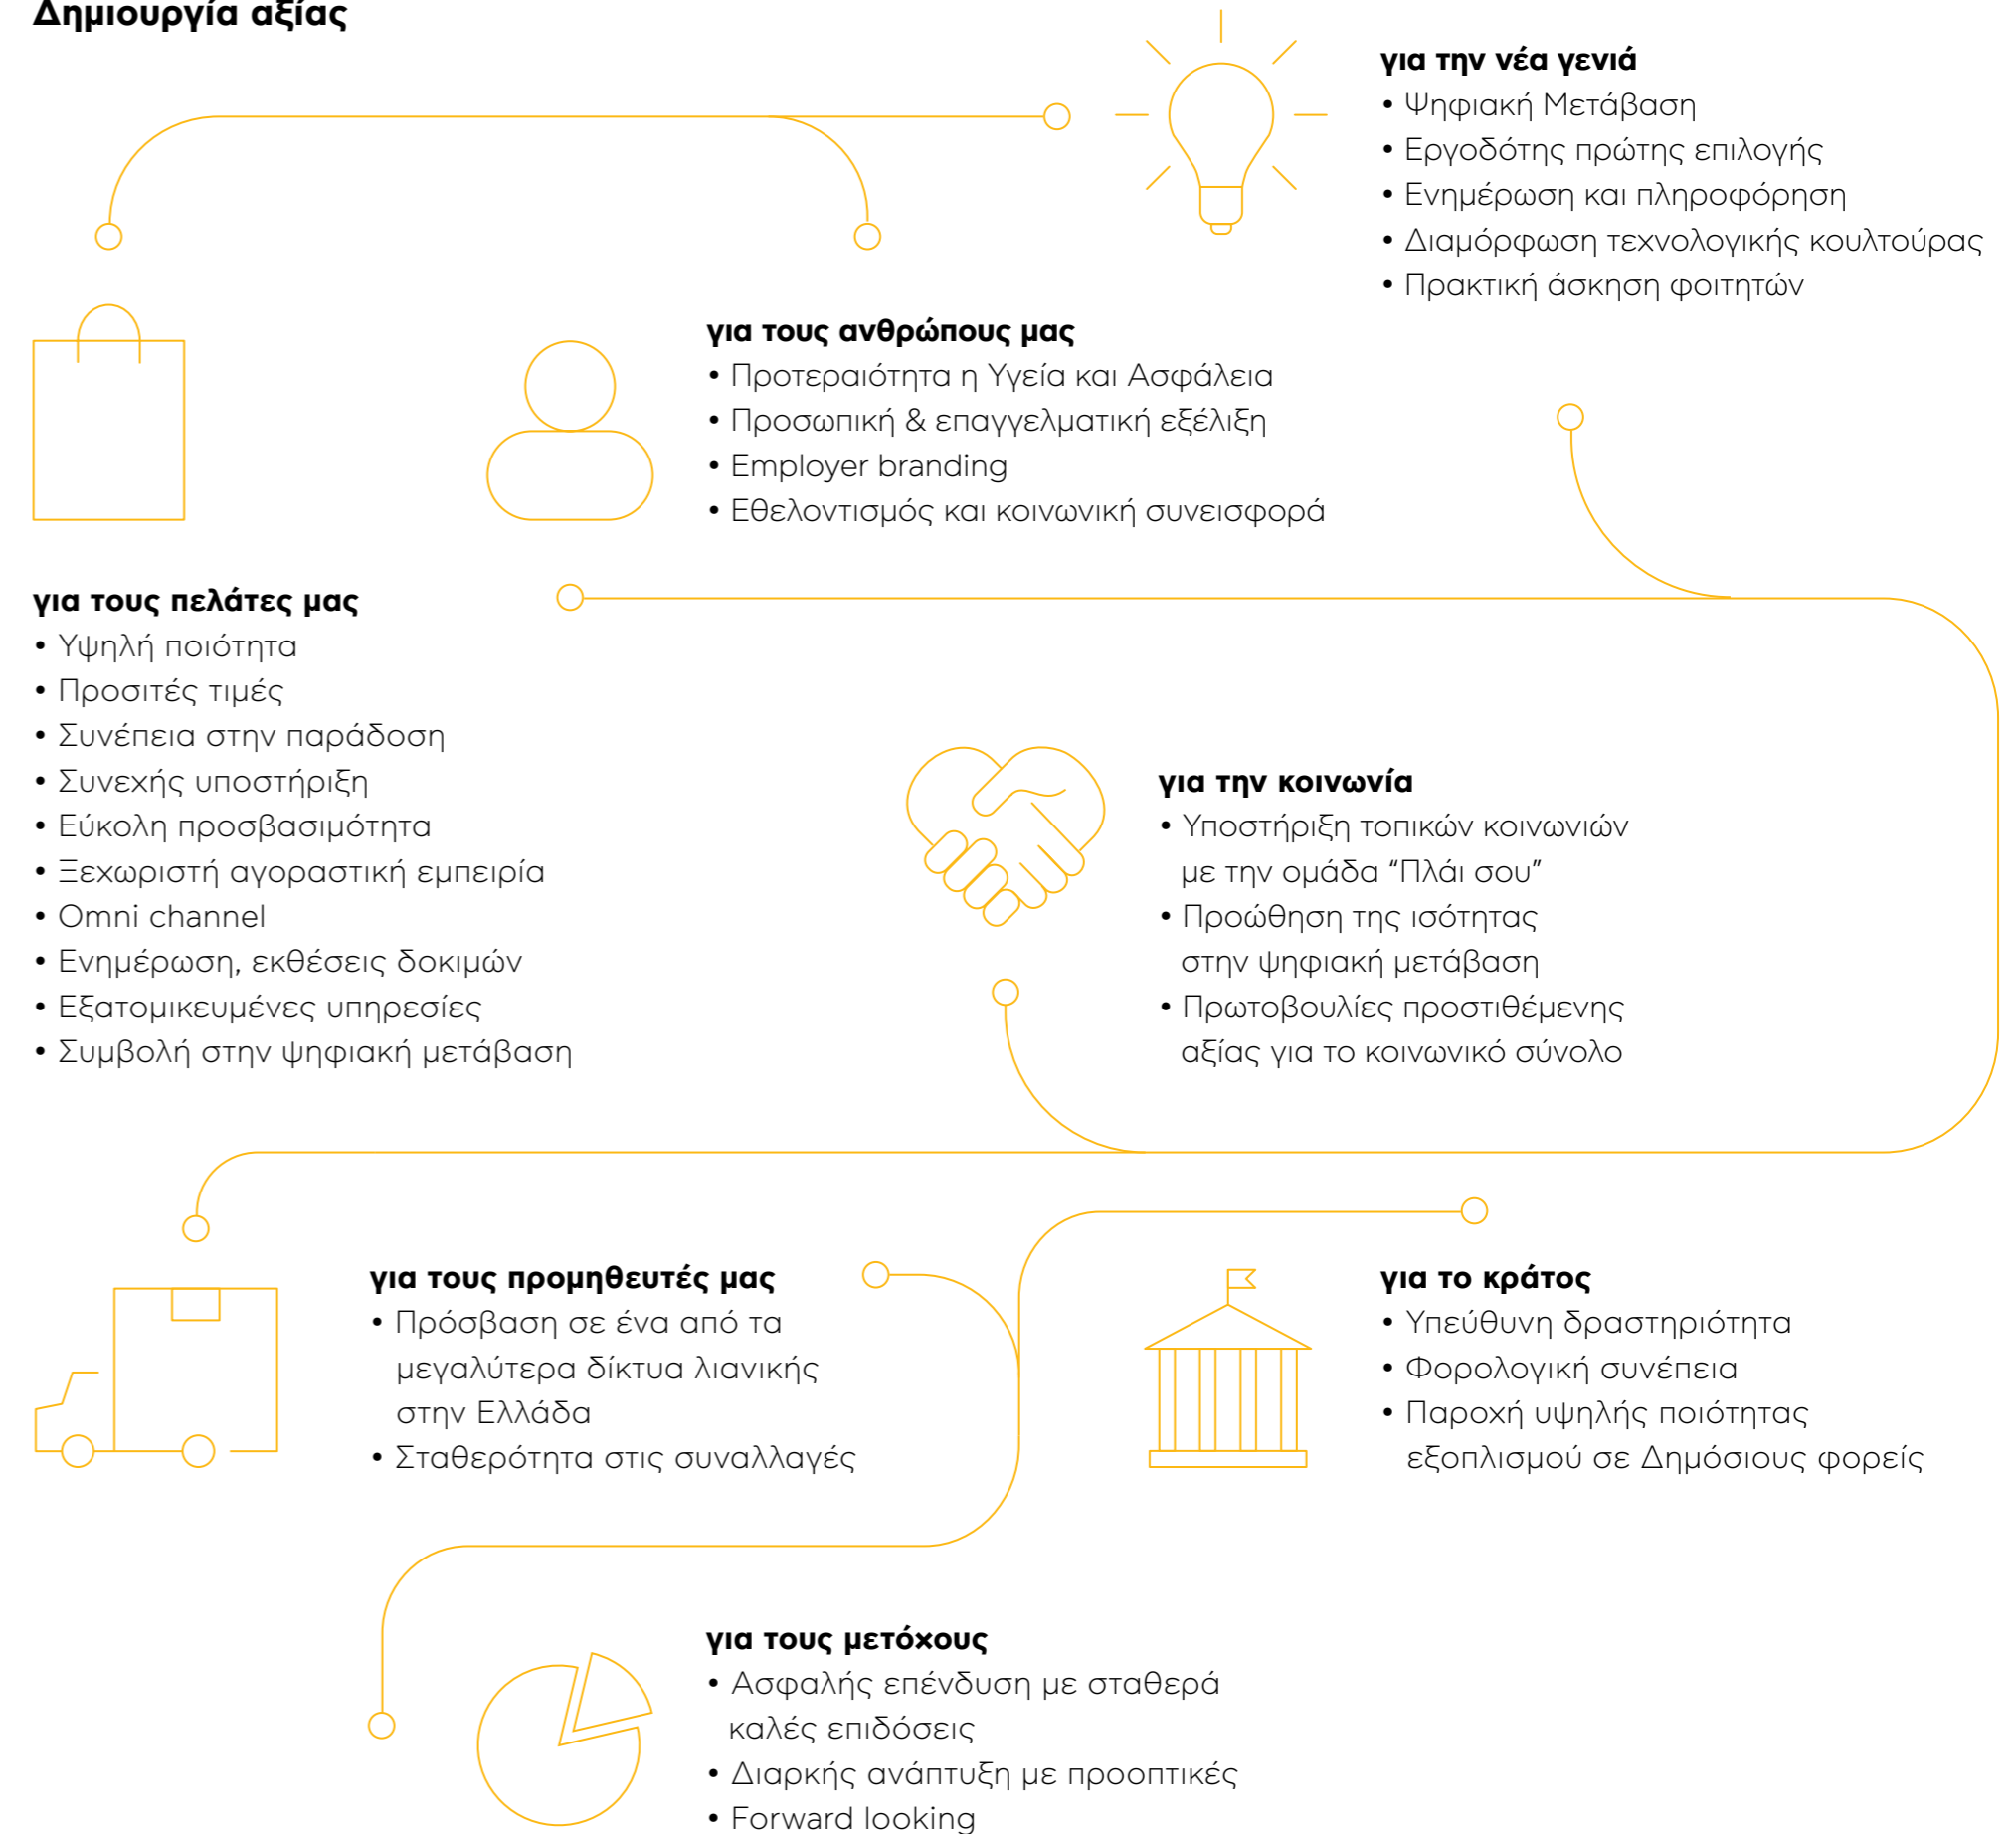 Δημιουργία αξίας
για την νέα γενιά
• Ψηφιακή Μετάβαση
• Εργοδότης πρώτης επιλογής
• Ενημέρωση και πληροφόρηση
• Διαμόρφωση τεχνολογικής κουλτούρας
• Πρακτική άσκηση φοιτητών
για τους ανθρώπους μας
• Προτεραιότητα η Υγεία και Ασφάλεια
• Προσωπική & επαγγελματική εξέλιξη
• Employer branding
• Εθελοντισμός και κοινωνική συνεισφορά
για τους πελάτες μας
• Υψηλή ποιότητα
• Προσιτές τιμές
• Συνέπεια στην παράδοση
• Συνεχής υποστήριξη
• Εύκολη προσβασιμότητα
• Ξεχωριστή αγοραστική εμπειρία
• Omni channel
• Ενημέρωση, εκθέσεις δοκιμών
• Εξατομικευμένες υπηρεσίες
• Συμβολή στην ψηφιακή μετάβαση
για την κοινωνία
• Υποστήριξη τοπικών κοινωνιών
με την ομάδα “Πλάι σου”
• Προώθηση της ισότητας
στην ψηφιακή μετάβαση
• Πρωτοβουλίες προστιθέμενης
αξίας για το κοινωνικό σύνολο
για τους προμηθευτές μας
• Πρόσβαση σε ένα από τα
μεγαλύτερα δίκτυα λιανικής
στην Ελλάδα
• Σταθερότητα στις συναλλαγές
για το κράτος
• Υπεύθυνη δραστηριότητα
• Φορολογική συνέπεια
• Παροχή υψηλής ποιότητας
εξοπλισμού σε Δημόσιους φορείς
για τους μετόχους
• Ασφαλής επένδυση με σταθερά
καλές επιδόσεις
• Διαρκής ανάπτυξη με προοπτικές
• Forward looking